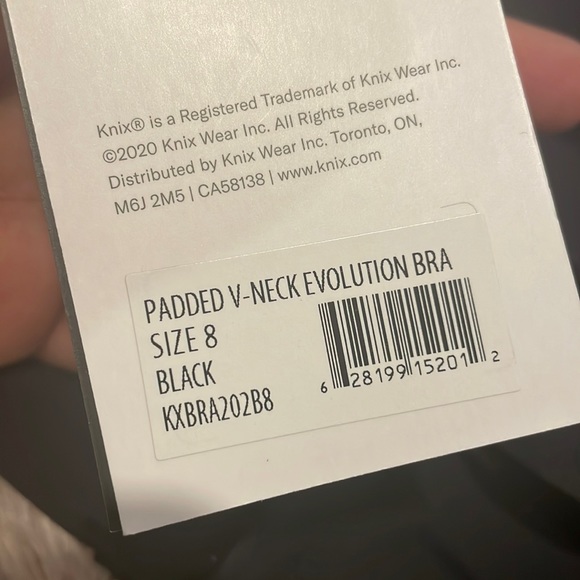 Knix® is a Registered Trademark of Knix Wear Inc.
©2020 Knix Wear Inc. All Rights Reserved.
Distributed by Knix Wear Inc. Toronto, ON,
M6J 2M5 | CA58138 | www.knix.com
PADDED V-NECK EVOLUTION BRA
SIZE 8
BLACK
KXBRA202B8
6 28199 15201 2